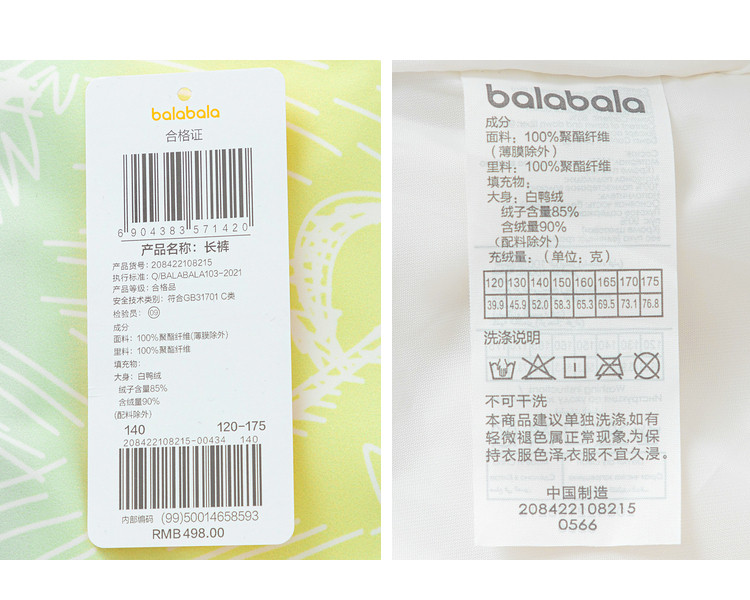 balabala
合格证
6 904383 571420
产品名称：长裤
产品货号：208422108215
执行标准：Q/BALABALA103-2021
产品等级：合格品
安全技术类别：符合GB31701 C类
检验员：09
成分
面料：100%聚酯纤维(薄膜除外)
里料：100%聚酯纤维
填充物：
大身：白鸭绒
绒子含量85%
含绒量90%
(配料除外)
140 120-175
208422108215-00434 140
内部编码 (99)50014658593
RMB 498.00
balabala
成分
面料：100%聚酯纤维
（薄膜除外）
里料：100%聚酯纤维
填充物：
大身：白鸭绒
绒子含量85%
含绒量90%
（配料除外）
充绒量：（单位：克）
120 130 140 150 160 165 170 175
39.9 45.9 52.0 58.3 65.3 69.5 73.1 76.8
洗涤说明
不可干洗
本商品建议单独洗涤,如有
轻微褪色属正常现象,为保
持衣服色泽衣服不宜久浸。
中国制造
208422108215
0566